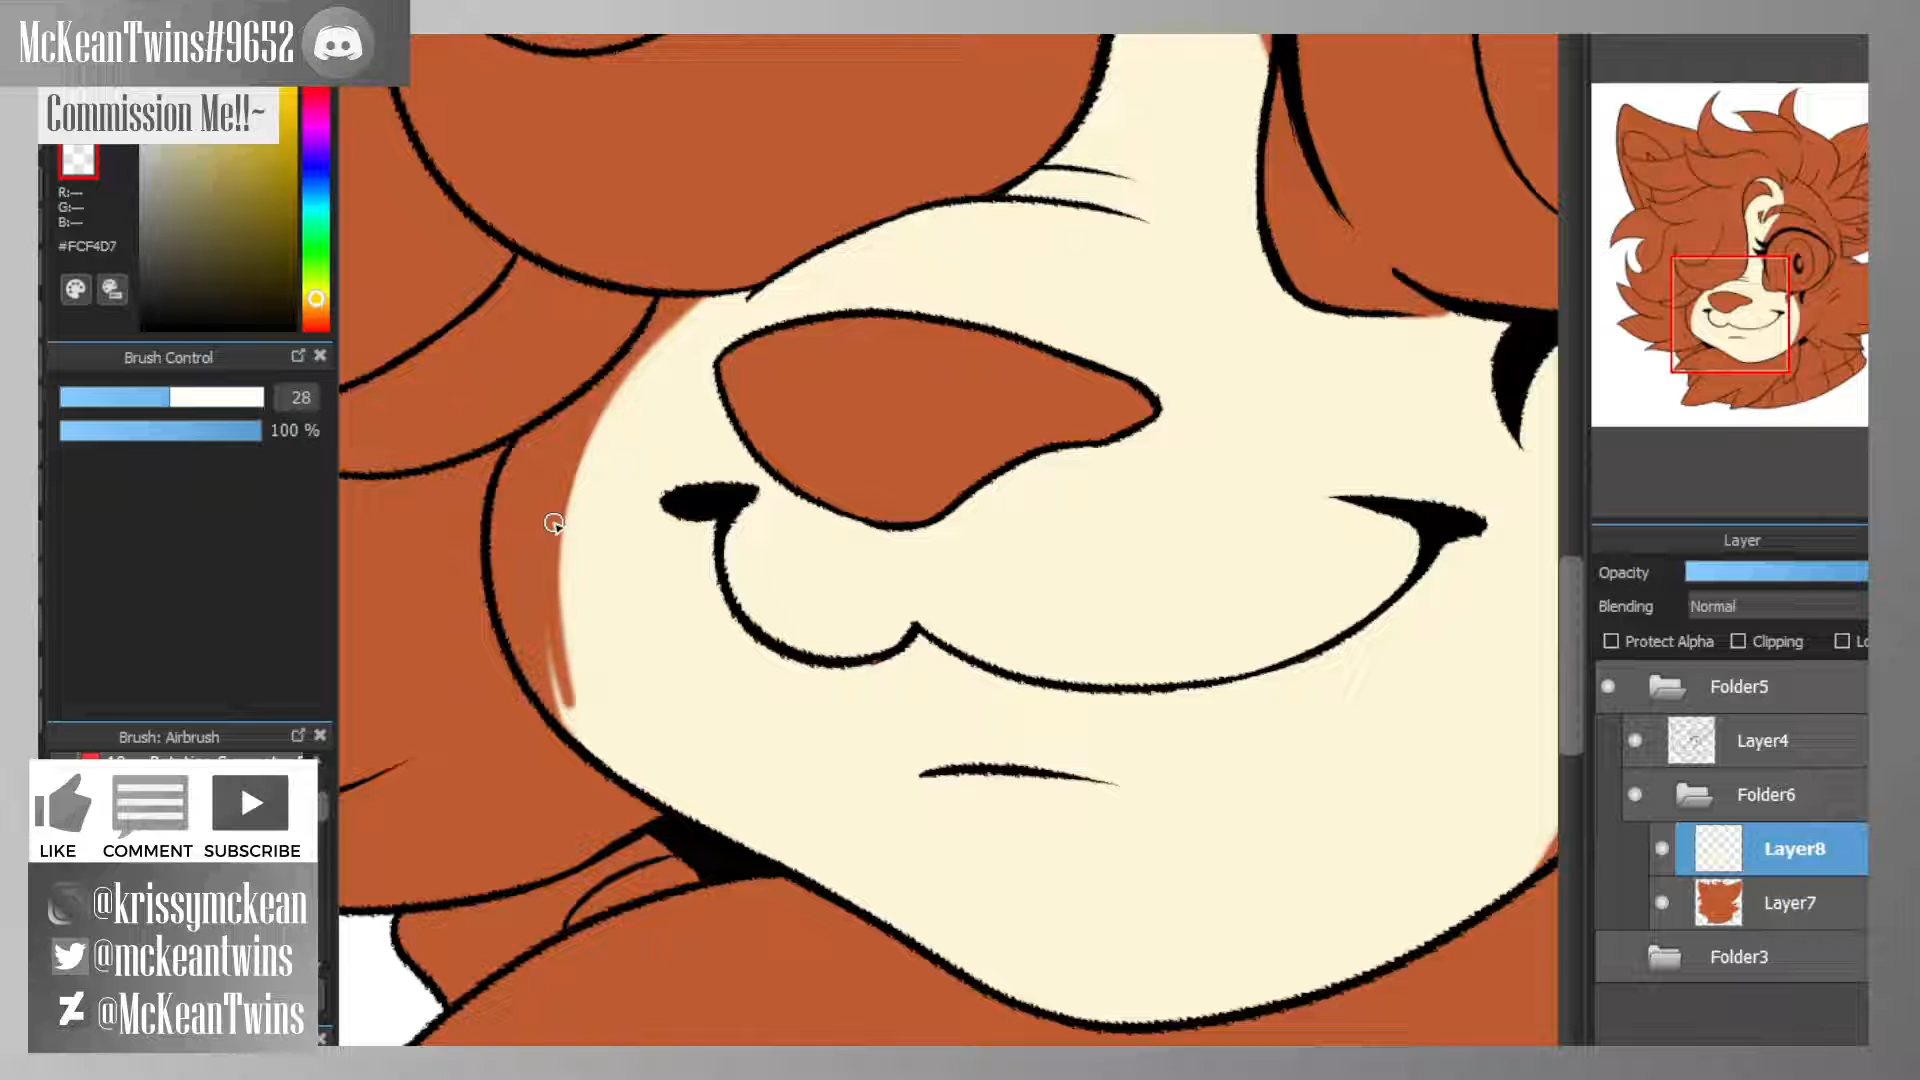 McKeanTwins#9652
Commission Me!!~
R:---
G:---
B:---
#FCF4D7
Brush Control
28
100 %
Brush: Airbrush
LIKE COMMENT SUBSCRIBE
@krissymckean
@mckeantwins
@McKeanTwins
Layer
Opacity
Blending Normal
Protect Alpha Clipping
Folder5
Layer4
Folder6
Layer8
Layer7
Folder3